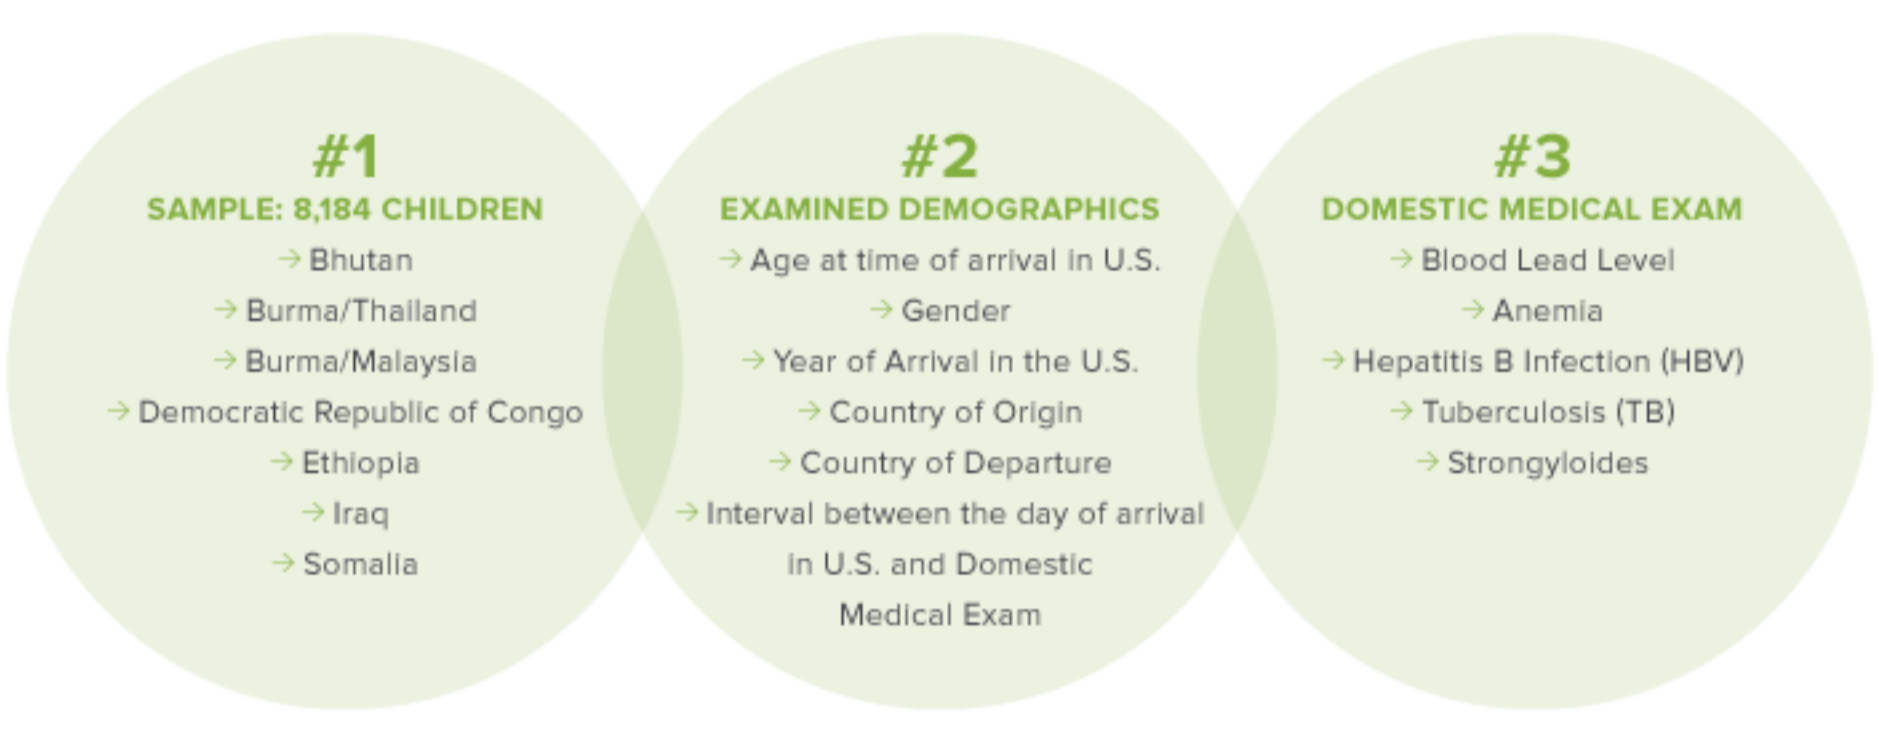 #1
SAMPLE: 8,184 CHILDREN
→ Bhutan
→ Burma/Thailand
→ Burma/Malaysia
→ Democratic Republic of Congo
→ Ethiopia
→ Iraq
→ Somalia
#2
EXAMINED DEMOGRAPHICS
→ Age at time of arrival in U.S.
→ Gender
→ Year of Arrival in the U.S.
→ Country of Origin
→ Country of Departure
→ Interval between the day of arrival
in U.S. and Domestic
Medical Exam
#3
DOMESTIC MEDICAL EXAM
→ Blood Lead Level
→ Anemia
→ Hepatitis B Infection (HBV)
→ Tuberculosis (TB)
→ Strongyloides